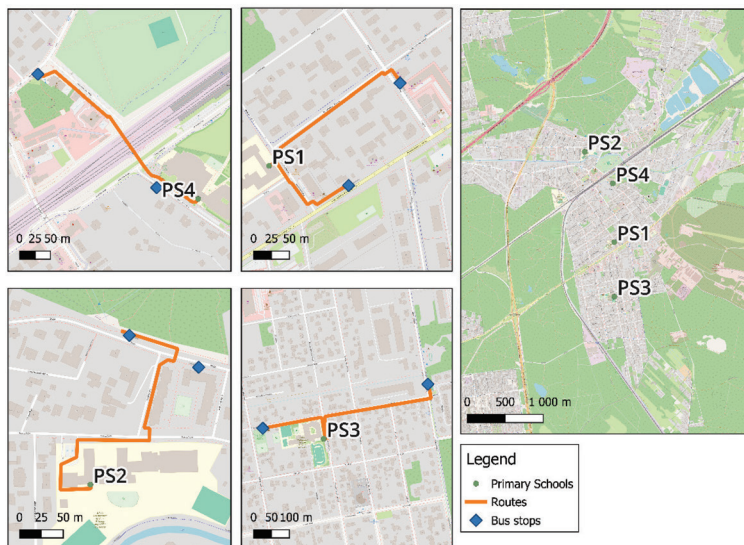 PS4
0 25 50 m
PS1
0 25 50 m
PS2
PS4
PS1
PS3
0 500 1 000 m
PS2
0 25 50 m
PS3
0 50 100 m
Legend
Primary Schools
Routes
Bus stops